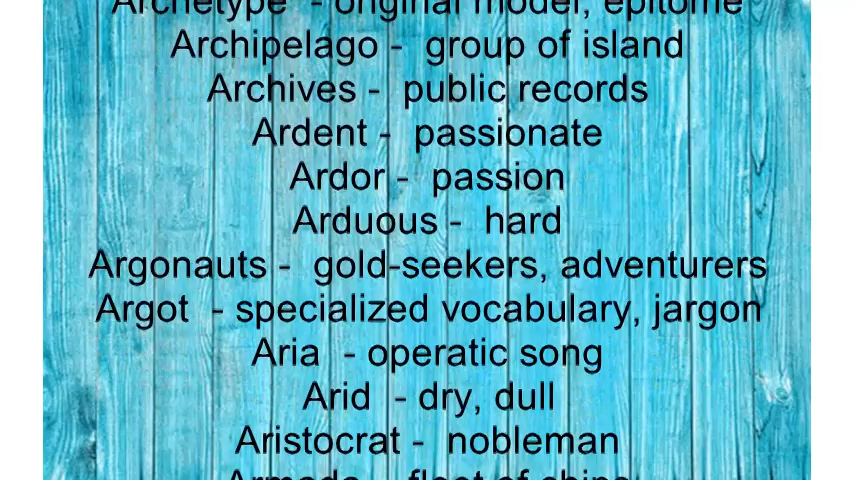 Archetype - original model, epitome
Archipelago - group of island
Archives - public records
Ardent - passionate
Ardor - passion
Arduous - hard
Argonauts - gold-seekers, adventurers
Argot - specialized vocabulary, jargon
Aria - operatic song
Arid - dry, dull
Aristocrat - nobleman
Armada - fleet of ships